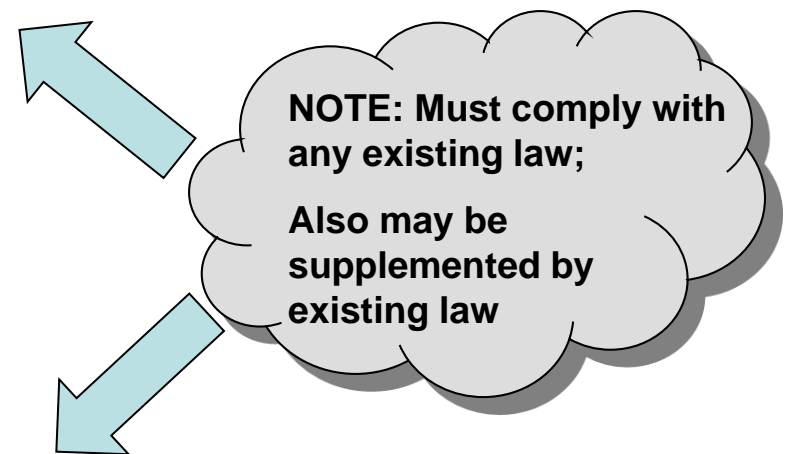 NOTE: Must comply with
any existing law;
Also may be
supplemented by
existing law